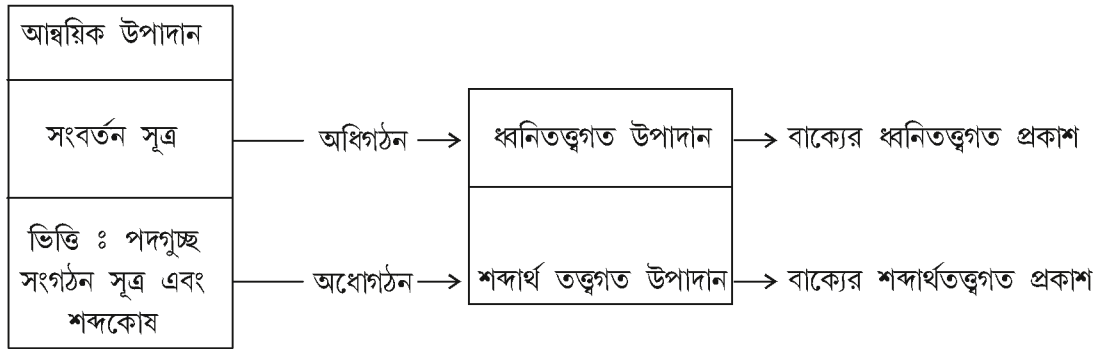 আন্বয়িক উপাদান
সংবর্তন সূত্র অধিগঠন ধ্বনিতত্ত্বগত উপাদান বাক্যের ধ্বনিতত্ত্বগত প্রকাশ
ভিত্তি ঃ পদগুচ্ছ
সংগঠন সূত্র এবং অধোগঠন শব্দার্থ তত্ত্বগত উপাদান বাক্যের শব্দার্থতত্ত্বগত প্রকাশ
শব্দকোষ